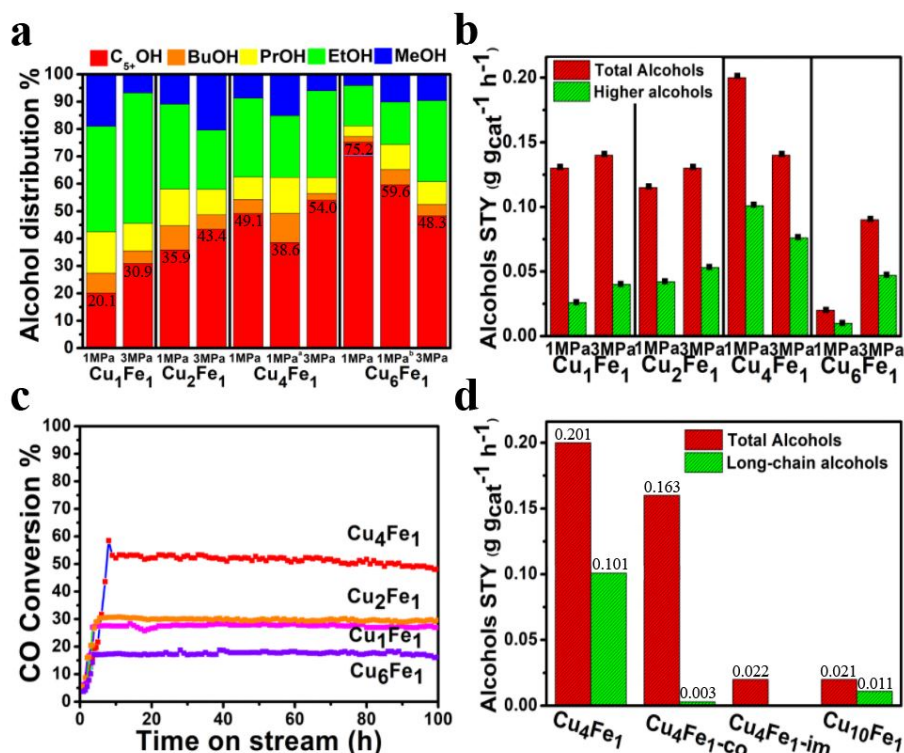 a
C5+OH BuOH PrOH EtOH MeOH
Alcohol distribution %
100
90
80
70
60
50
40
30
20
10
0
20.1
30.9
35.9
43.4
49.1
38.6
54.0
75.2
59.6
48.3
1MPa 3MPa 1MPa 3MPa 1MPa 1MPaᵃ 3MPa 1MPa 1MPaᵇ 3MPa
Cu1Fe1 Cu2Fe1 Cu4Fe1 Cu6Fe1
b
Total Alcohols
Higher alcohols
Alcohols STY (g gcat⁻¹ h⁻¹)
0.20
0.15
0.10
0.05
0.00
1MPa 3MPa 1MPa 3MPa 1MPa 3MPa 1MPa 3MPa
Cu1Fe1 Cu2Fe1 Cu4Fe1 Cu6Fe1
c
CO Conversion %
100
90
80
70
60
50
40
30
20
10
0
Cu4Fe1
Cu2Fe1
Cu1Fe1
Cu6Fe1
0 20 40 60 80 100
Time on stream (h)
d
Total Alcohols
Long-chain alcohols
Alcohols STY (g gcat⁻¹ h⁻¹)
0.20
0.15
0.10
0.05
0.00
0.201
0.101
0.163
0.003
0.022
0.021
0.011
Cu4Fe1 Cu4Fe1-co Cu4Fe1-im Cu10Fe1